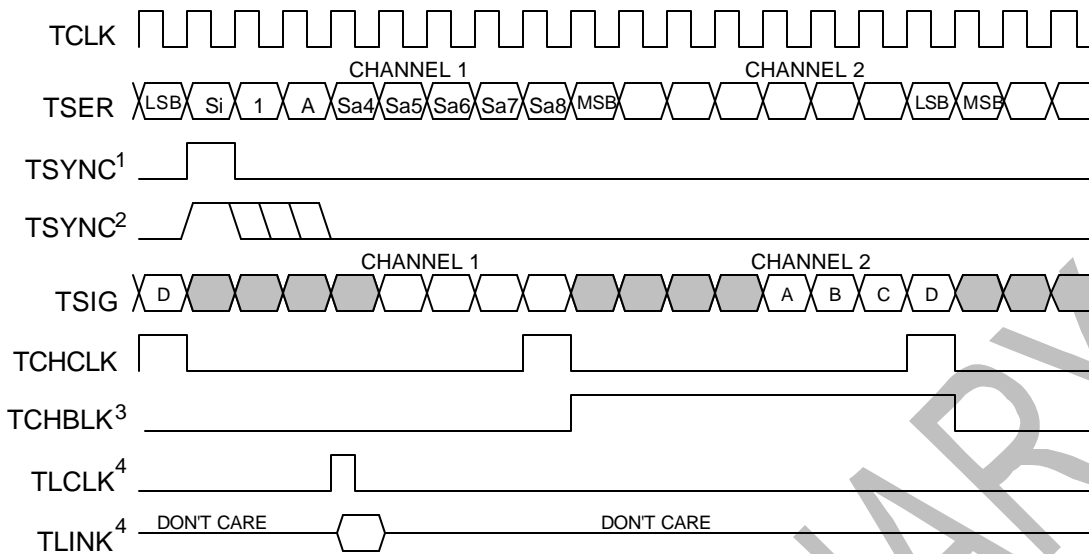 TCLK
CHANNEL 1 CHANNEL 2
TSER LSB Si 1 A Sa4 Sa5 Sa6 Sa7 Sa8 MSB LSB MSB
TSYNC1
TSYNC2
CHANNEL 1 CHANNEL 2
TSIG D A B C D
TCHCLK
TCHBLK3
TLCLK4
DON'T CARE DON'T CARE
TLINK4